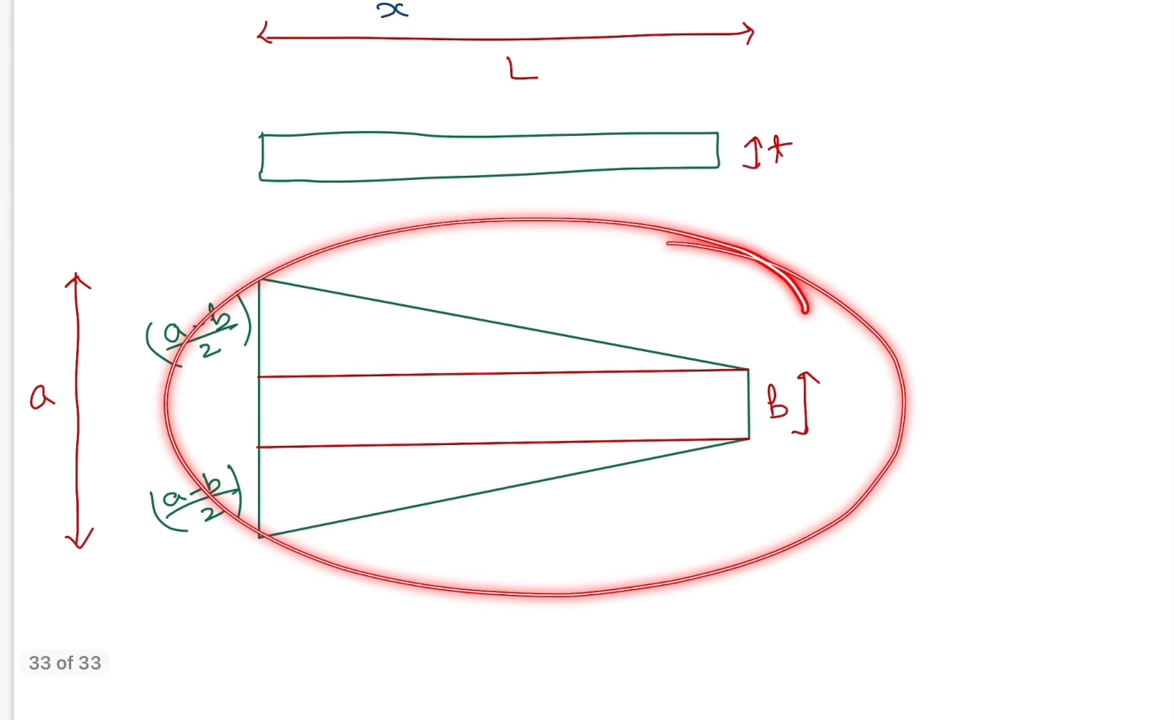 x
L
t
(a-b/2)
a
b
(a-b/2)
33 of 33